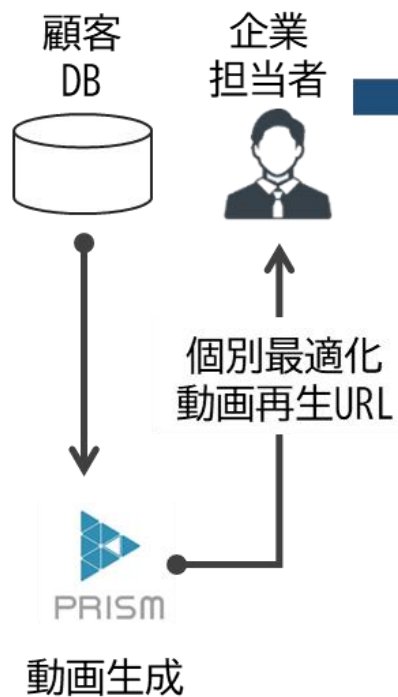 顧客
DB
企業
担当者
個別最適化
動画再生URL
PRISM
動画生成